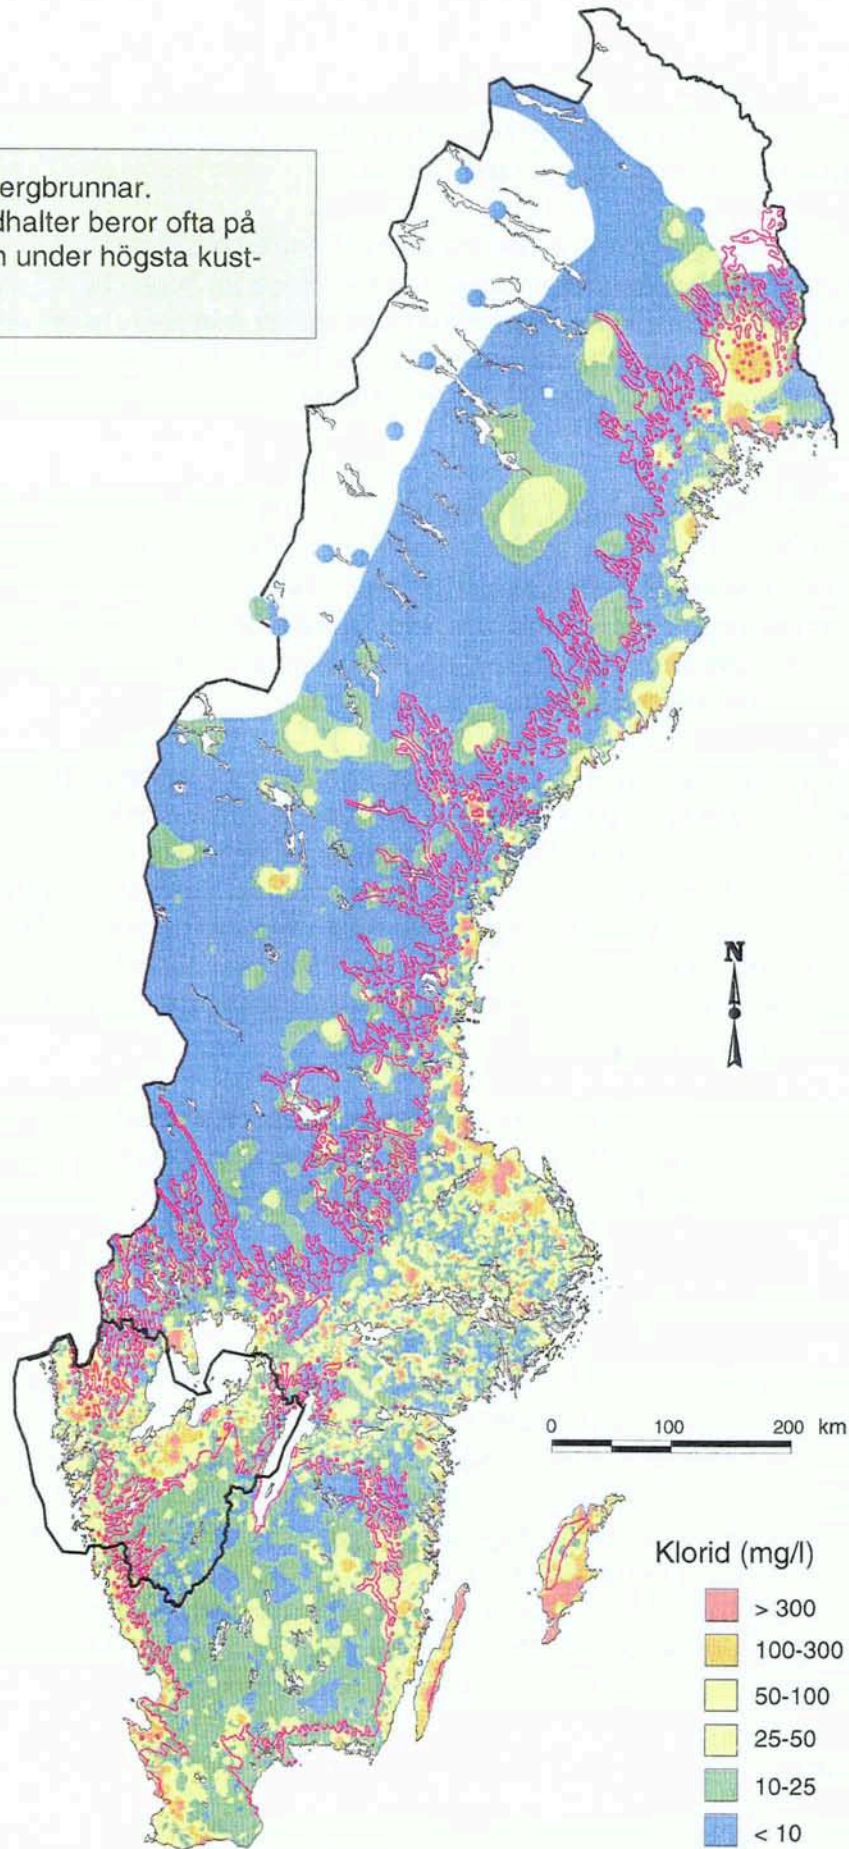 ergbrunnar.
dhalter beror ofta på
n under högsta kust-
N
0 100 200 km
Klorid (mg/l)
> 300
100-300
50-100
25-50
10-25
< 10